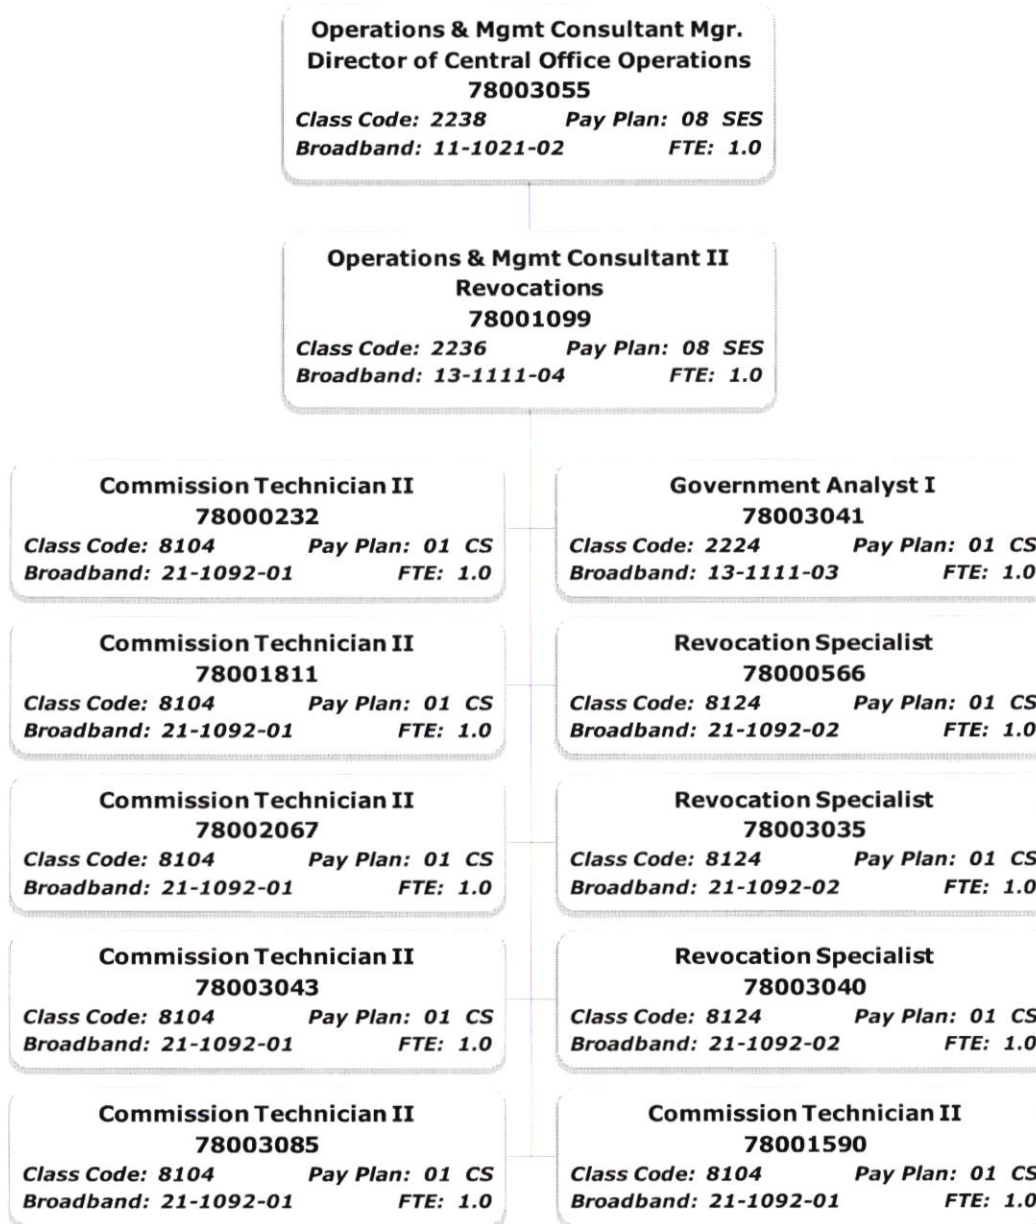 Operations & Mgmt Consultant Mgr.
Director of Central Office Operations
78003055
Class Code: 2238 Pay Plan: 08 SES
Broadband: 11-1021-02 FTE: 1.0
Operations & Mgmt Consultant II
Revocations
78001099
Class Code: 2236 Pay Plan: 08 SES
Broadband: 13-1111-04 FTE: 1.0
Commission Technician II
78000232
Class Code: 8104 Pay Plan: 01 CS
Broadband: 21-1092-01 FTE: 1.0
Government Analyst I
78003041
Class Code: 2224 Pay Plan: 01 CS
Broadband: 13-1111-03 FTE: 1.0
Commission Technician II
78001811
Class Code: 8104 Pay Plan: 01 CS
Broadband: 21-1092-01 FTE: 1.0
Revocation Specialist
78000566
Class Code: 8124 Pay Plan: 01 CS
Broadband: 21-1092-02 FTE: 1.0
Commission Technician II
78002067
Class Code: 8104 Pay Plan: 01 CS
Broadband: 21-1092-01 FTE: 1.0
Revocation Specialist
78003035
Class Code: 8124 Pay Plan: 01 CS
Broadband: 21-1092-02 FTE: 1.0
Commission Technician II
78003043
Class Code: 8104 Pay Plan: 01 CS
Broadband: 21-1092-01 FTE: 1.0
Revocation Specialist
78003040
Class Code: 8124 Pay Plan: 01 CS
Broadband: 21-1092-02 FTE: 1.0
Commission Technician II
78003085
Class Code: 8104 Pay Plan: 01 CS
Broadband: 21-1092-01 FTE: 1.0
Commission Technician II
78001590
Class Code: 8104 Pay Plan: 01 CS
Broadband: 21-1092-01 FTE: 1.0